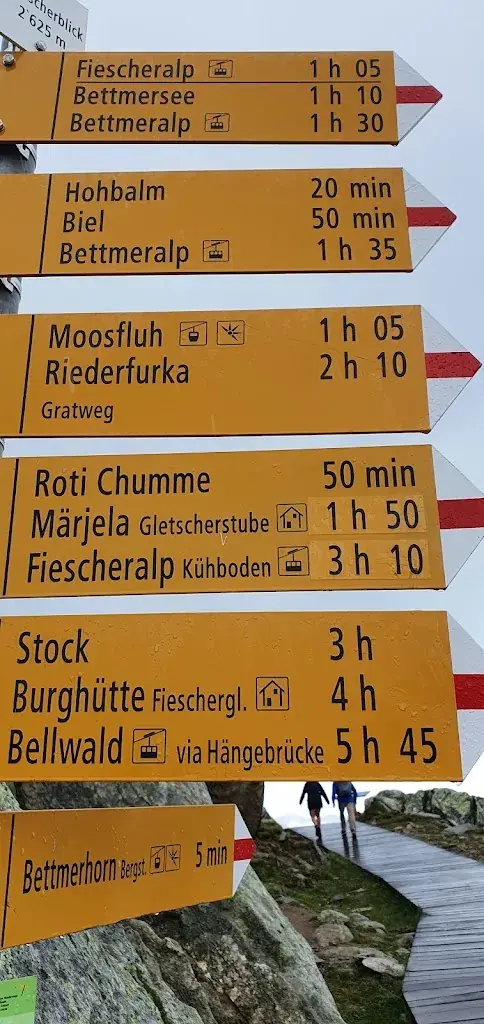 scherblick
2'625 m
Fiescheralp 1 h 05
Bettmersee 1 h 10
Bettmeralp 1 h 30
Hohbalm 20 min
Biel 50 min
Bettmeralp 1 h 35
Moosfluh 1 h 05
Riederfurka 2 h 10
Gratweg
Roti Chumme 50 min
Märjela Gletscherstube 1 h 50
Fiescheralp Kühboden 3 h 10
Stock 3 h
Burghütte Fieschergl. 4 h
Bellwald via Hängebrücke 5 h 45
Bettmerhorn Bergst. 5 min